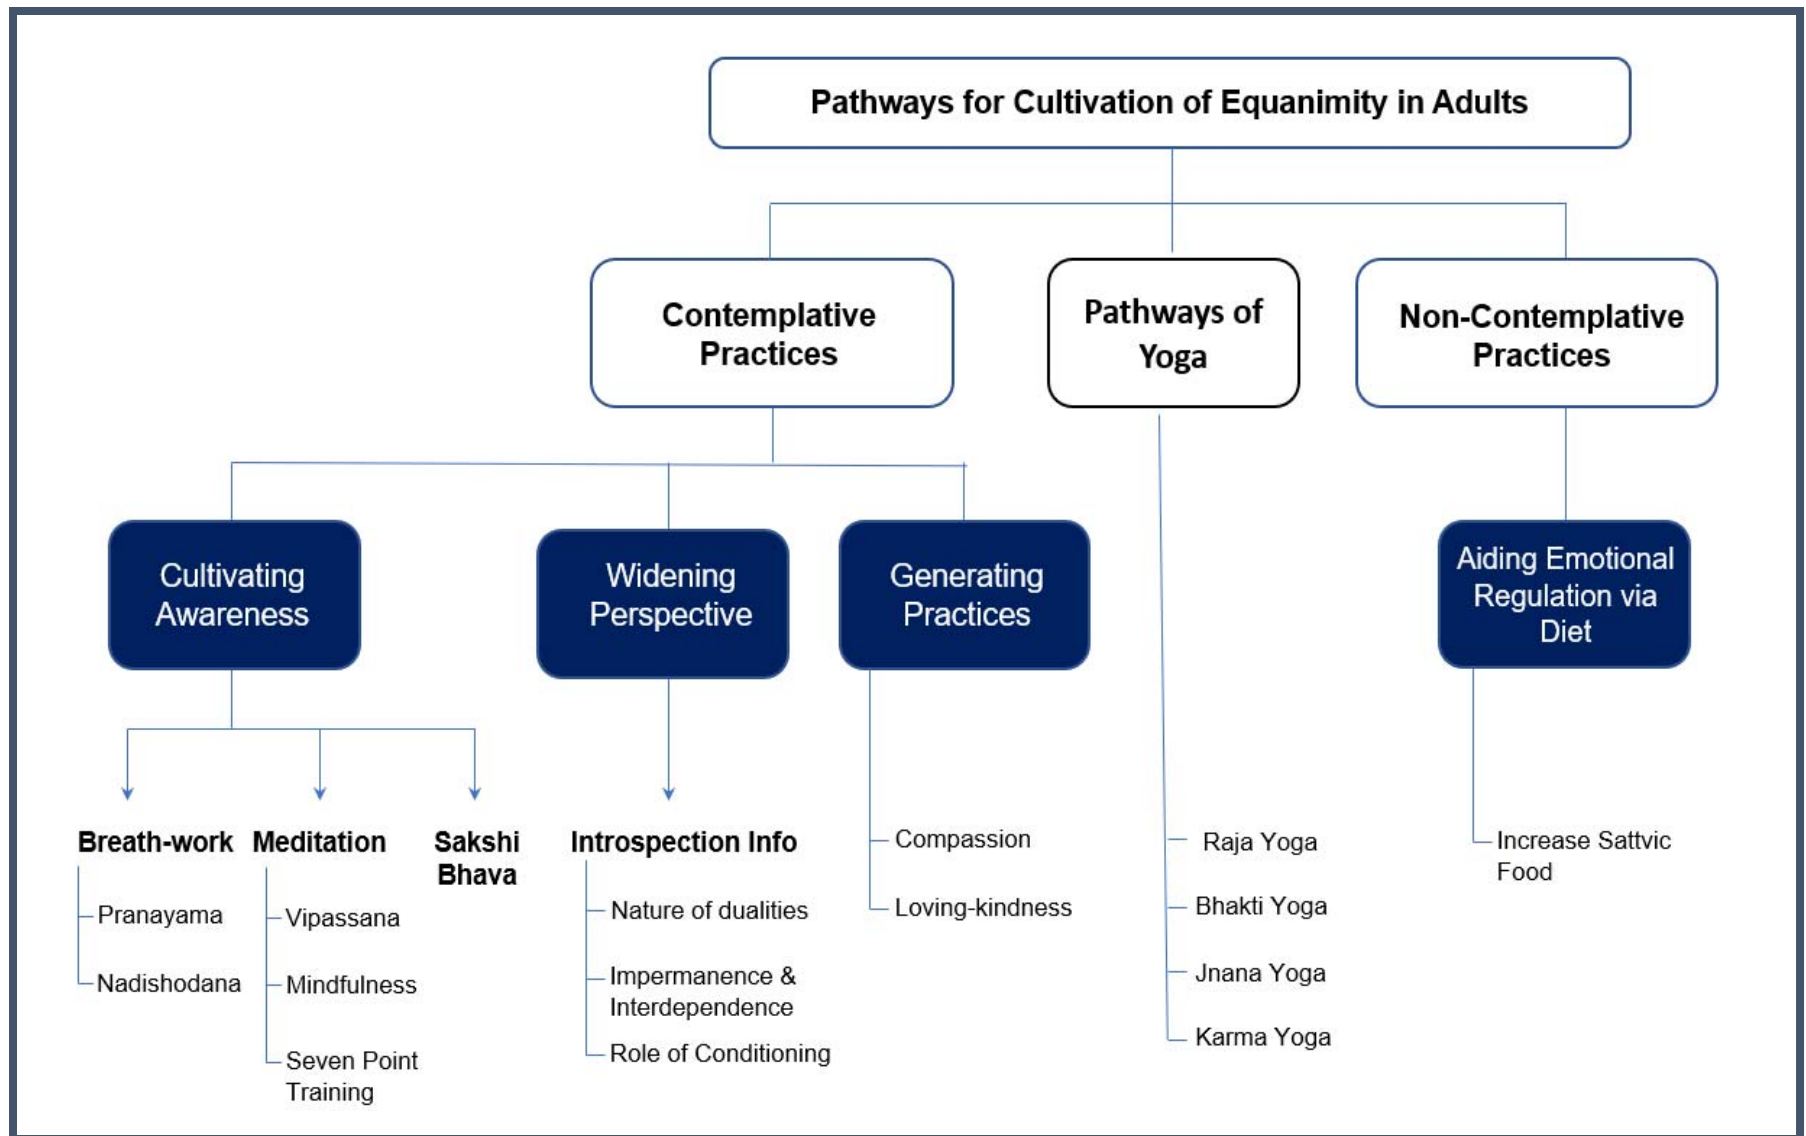 Pathways for Cultivation of Equanimity in Adults
Contemplative
Practices
Pathways of
Yoga
Non-Contemplative
Practices
Cultivating
Awareness
Widening
Perspective
Generating
Practices
Aiding Emotional
Regulation via
Diet
Breath-work
Pranayama
Nadishodana
Meditation
Vipassana
Mindfulness
Seven Point
Training
Sakshi
Bhava
Introspection Info
Nature of dualities
Impermanence &
Interdependence
Role of Conditioning
Compassion
Loving-kindness
Raja Yoga
Bhakti Yoga
Jnana Yoga
Karma Yoga
Increase Sattvic
Food